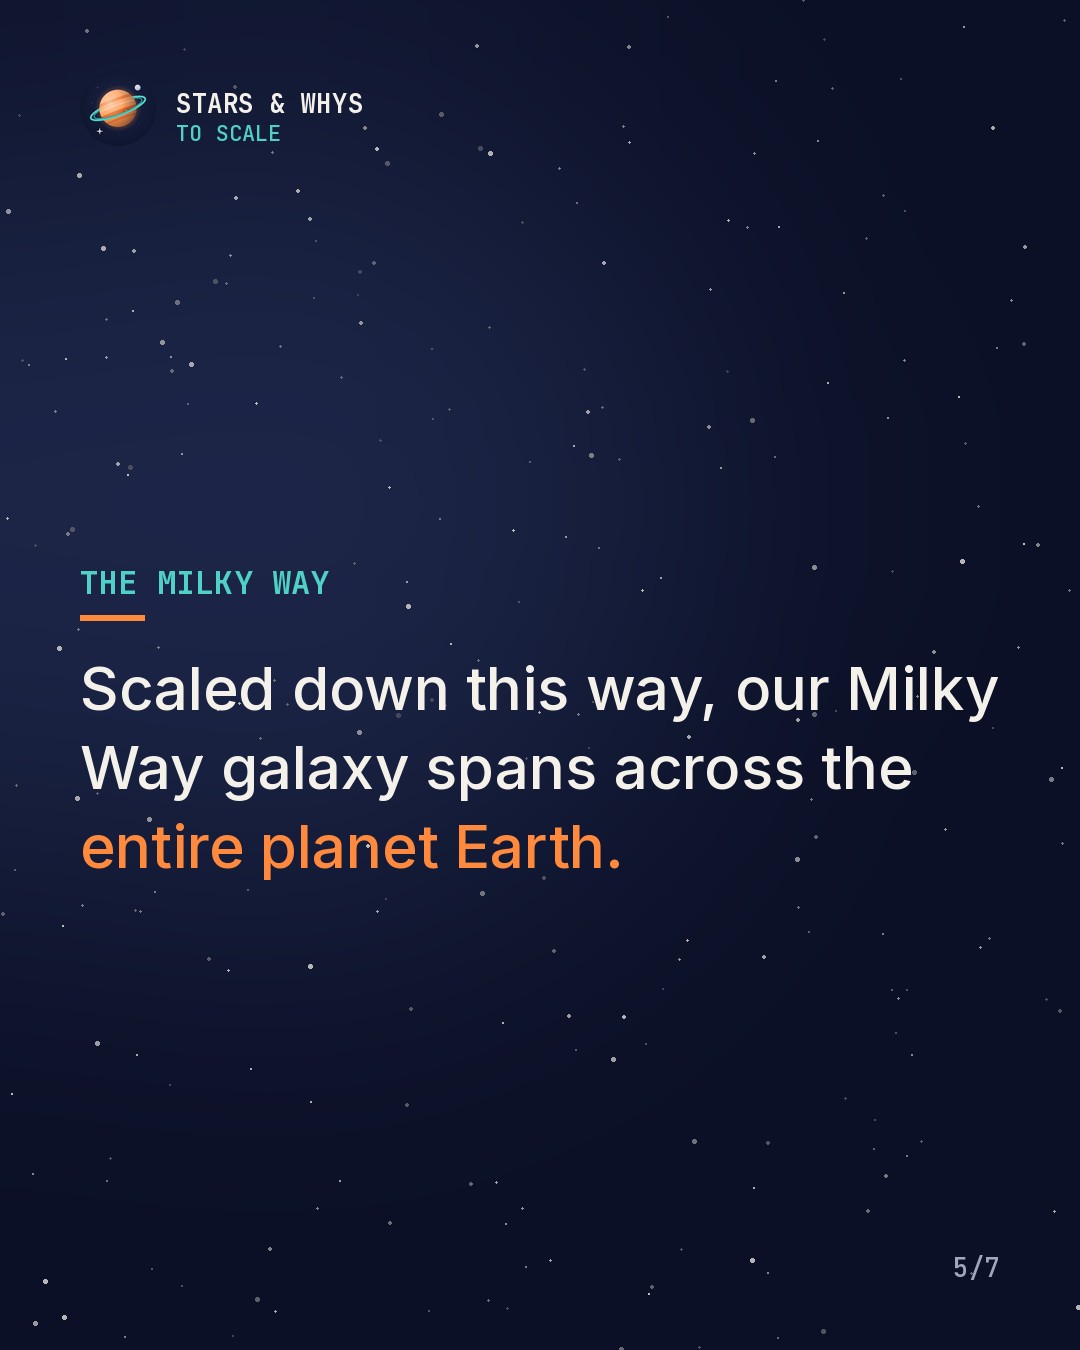 STARS & WHYS
TO SCALE
THE MILKY WAY
Scaled down this way, our Milky
Way galaxy spans across the
entire planet Earth.
5/7